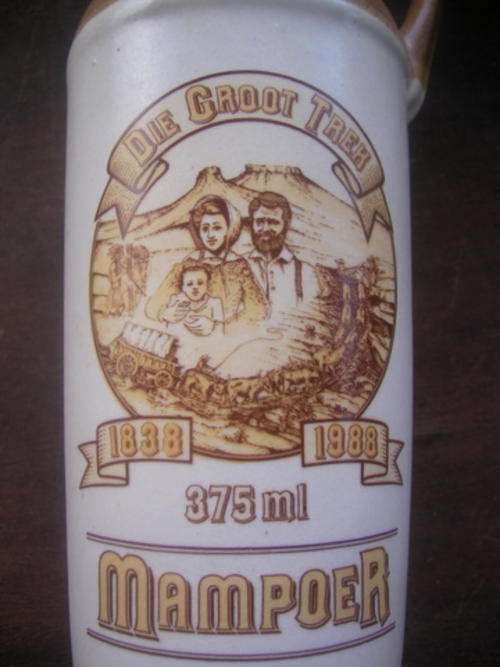 DIE GROOT TREK
1838 1988
375 ml
MAMPOER